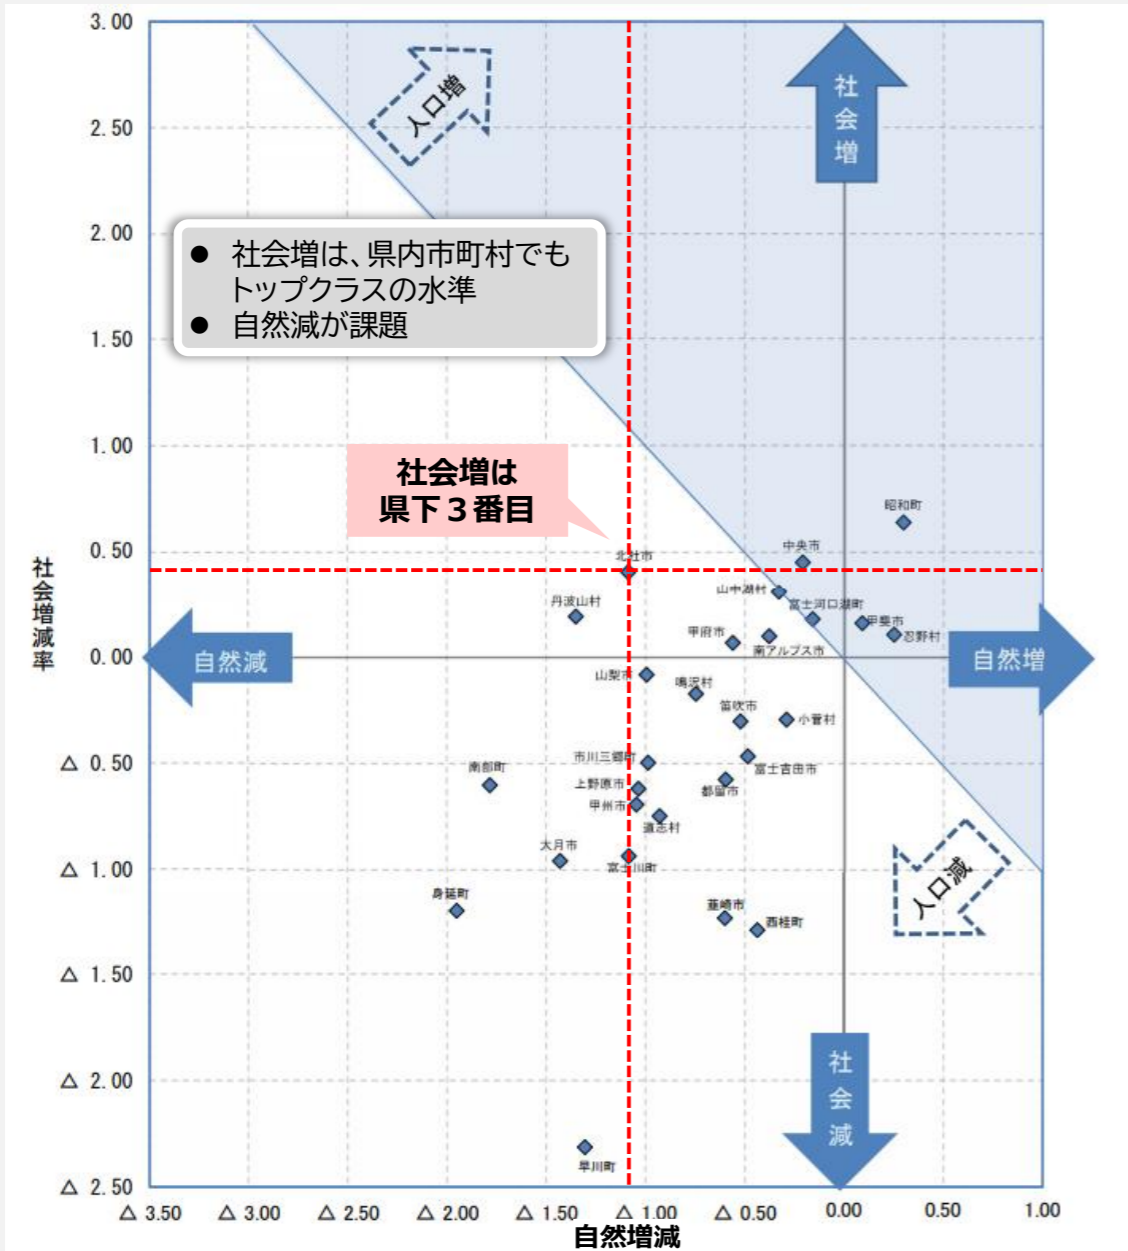 3.00
2.50
2.00
1.50
1.00
0.50
0.00
△ 0.50
△ 1.00
△ 1.50
△ 2.00
△ 2.50
社会増減率
人口増
社会増
● 社会増は、県内市町村でも
トップクラスの水準
● 自然減が課題
社会増は
県下３番目
昭和町
中央市
北杜市
山中湖村
丹波山村
富士河口湖町
甲斐市
忍野村
甲府市
南アルプス市
自然減
自然増
山梨市
鳴沢村
笛吹市
小菅村
市川三郷町
富士吉田市
南部町
上野原市
都留市
甲州市
道志村
大月市
富士川町
人口減
身延町
韮崎市
西桂町
社会減
早川町
△ 3.50
△ 3.00
△ 2.50
△ 2.00
△ 1.50
△ 1.00
△ 0.50
0.00
0.50
1.00
自然増減